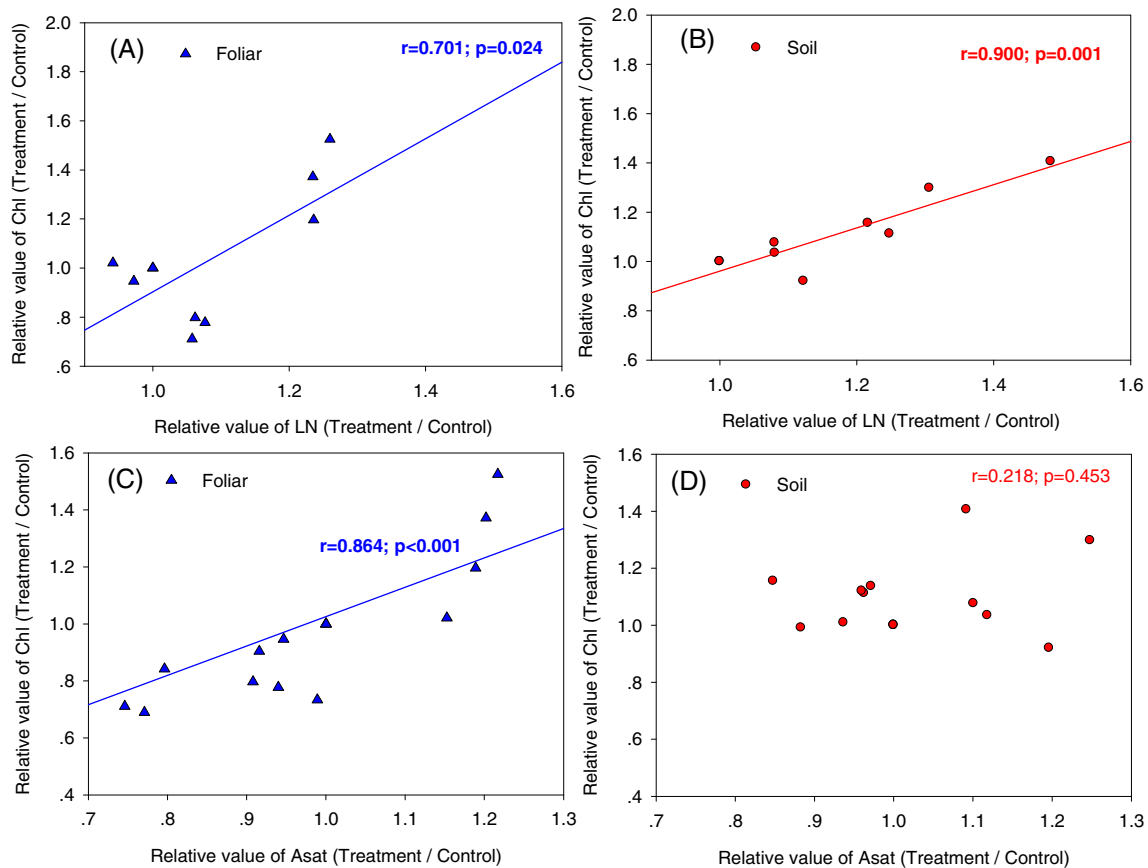 (A)
Foliar
r=0.701; p=0.024
Relative value of Chl (Treatment / Control)
2.0
1.8
1.6
1.4
1.2
1.0
.8
.6
1.0 1.2 1.4 1.6
Relative value of LN (Treatment / Control)
(B)
Soil
r=0.900; p=0.001
Relative value of Chl (Treatment / Control)
2.0
1.8
1.6
1.4
1.2
1.0
.8
.6
1.0 1.2 1.4 1.6
Relative value of LN (Treatment / Control)
(C)
Foliar
r=0.864; p<0.001
Relative value of Chl (Treatment / Control)
1.6
1.4
1.2
1.0
.8
.6
.4
.7 .8 .9 1.0 1.1 1.2 1.3
Relative value of Asat (Treatment / Control)
(D)
Soil
r=0.218; p=0.453
Relative value of Chl (Treatment / Control)
1.6
1.4
1.2
1.0
.8
.6
.4
.7 .8 .9 1.0 1.1 1.2 1.3
Relative value of Asat (Treatment / Control)